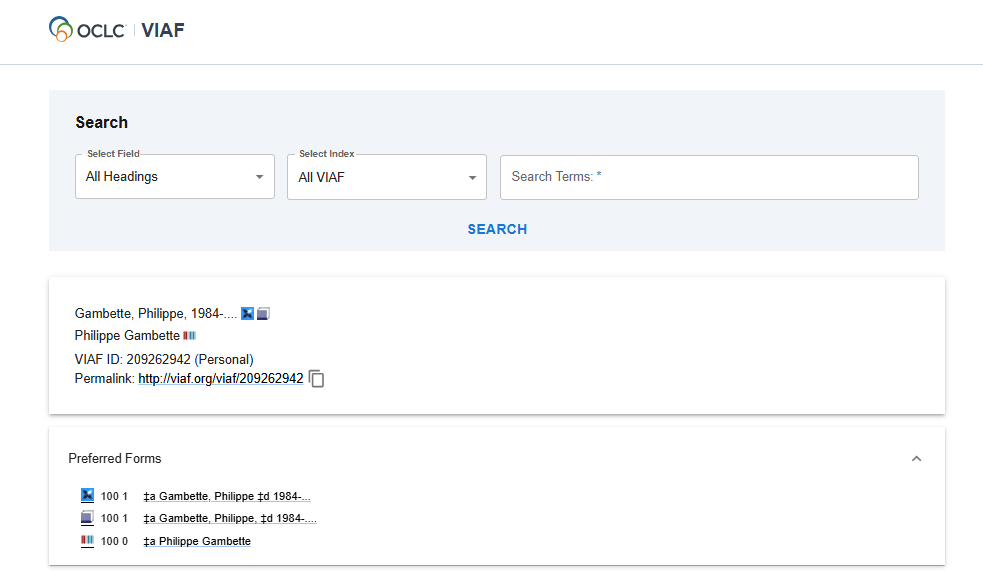 OCLC | VIAF
Search
Select Field
Select Index
All Headings
All VIAF
Search Terms: *
SEARCH
Gambette, Philippe, 1984-....
Philippe Gambette
VIAF ID: 209262942 (Personal)
Permalink: http://viaf.org/viaf/209262942
Preferred Forms
100 1 ‡a Gambette, Philippe ‡d 1984-...
100 1 ‡a Gambette, Philippe, ‡d 1984-....
100 0 ‡a Philippe Gambette